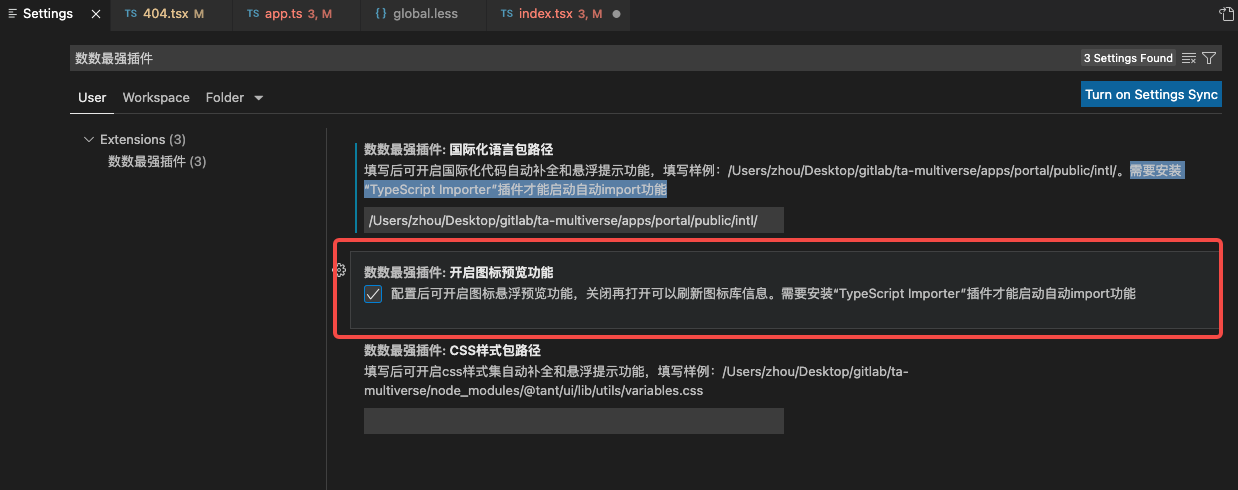 Settings
TS 404.tsx M
TS app.ts 3, M
{} global.less
TS index.tsx 3, M
数数最强插件
3 Settings Found
User Workspace Folder
Turn on Settings Sync
Extensions (3)
数数最强插件 (3)
数数最强插件: 国际化语言包路径
填写后可开启国际化代码自动补全和悬浮提示功能，填写样例：/Users/zhou/Desktop/gitlab/ta-multiverse/apps/portal/public/intl/。需要安装
“TypeScript Importer”插件才能启动自动import功能
/Users/zhou/Desktop/gitlab/ta-multiverse/apps/portal/public/intl/
数数最强插件: 开启图标预览功能
配置后可开启图标悬浮预览功能，关闭再打开可以刷新图标库信息。需要安装“TypeScript Importer”插件才能启动自动import功能
数数最强插件: CSS样式包路径
填写后可开启css样式集自动补全和悬浮提示功能，填写样例：/Users/zhou/Desktop/gitlab/ta-
multiverse/node_modules/@tant/ui/lib/utils/variables.css